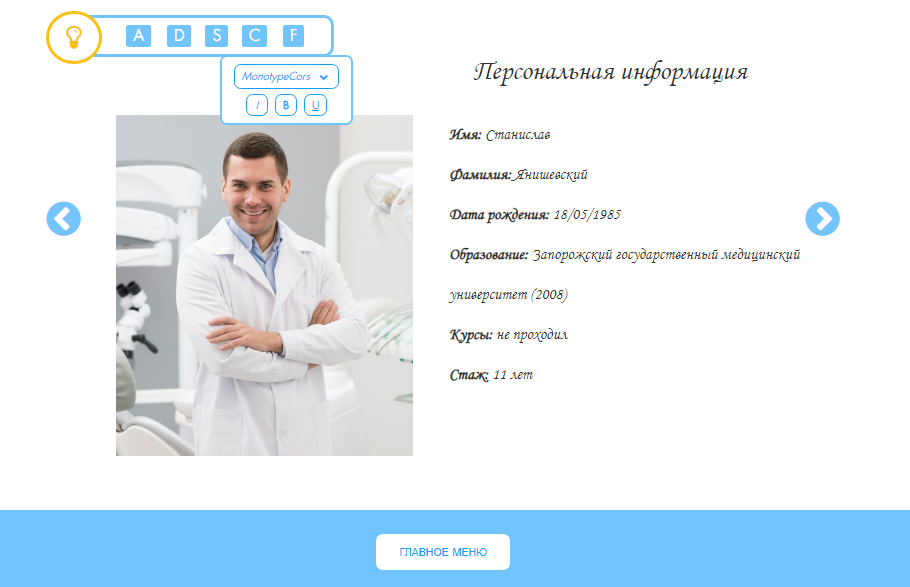 A D S C F
MonotypeCors
I B U
Персональная информация
Имя: Станислав
Фамилия: Янишевский
Дата рождения: 18/05/1985
Образование: Запорожский государственный медицинский
университет (2008)
Курсы: не проходил
Стаж: 11 лет
ГЛАВНОЕ МЕНЮ